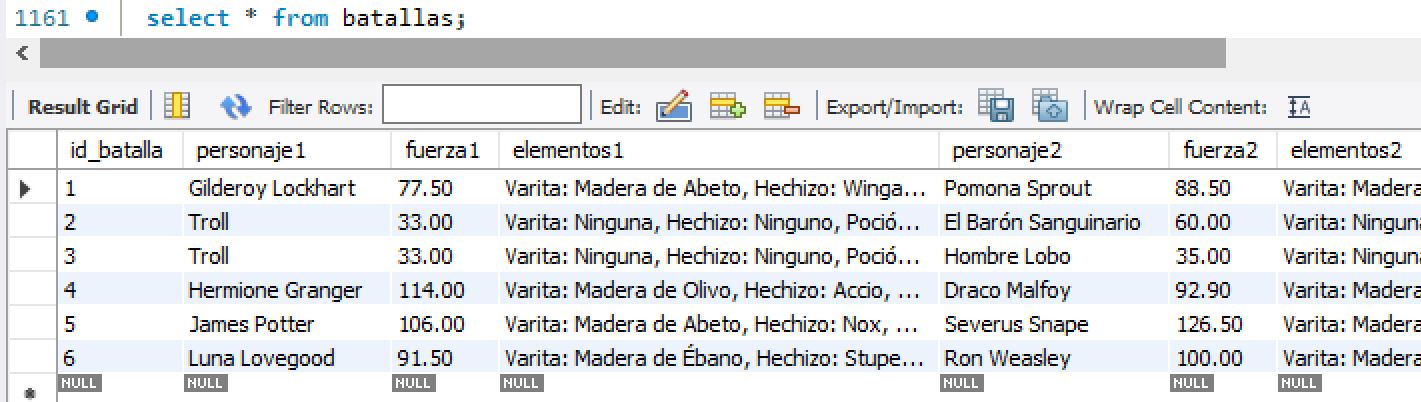 1161 select * from batallas;
Result Grid Filter Rows: Edit: Export/Import: Wrap Cell Content:
id_batalla personaje1 fuerza1 elementos1 personaje2 fuerza2 elementos2
1 Gilderoy Lockhart 77.50 Varita: Madera de Abeto, Hechizo: Winga... Pomona Sprout 88.50 Varita: Madera
2 Troll 33.00 Varita: Ninguna, Hechizo: Ninguno, Poció... El Barón Sanguinario 60.00 Varita: Ningun
3 Troll 33.00 Varita: Ninguna, Hechizo: Ninguno, Poció... Hombre Lobo 35.00 Varita: Ningun
4 Hermione Granger 114.00 Varita: Madera de Olivo, Hechizo: Accio, ... Draco Malfoy 92.90 Varita: Madera
5 James Potter 106.00 Varita: Madera de Abeto, Hechizo: Nox, ... Severus Snape 126.50 Varita: Madera
6 Luna Lovegood 91.50 Varita: Madera de Ébano, Hechizo: Stupe... Ron Weasley 100.00 Varita: Madera
NULL NULL NULL NULL NULL NULL NULL